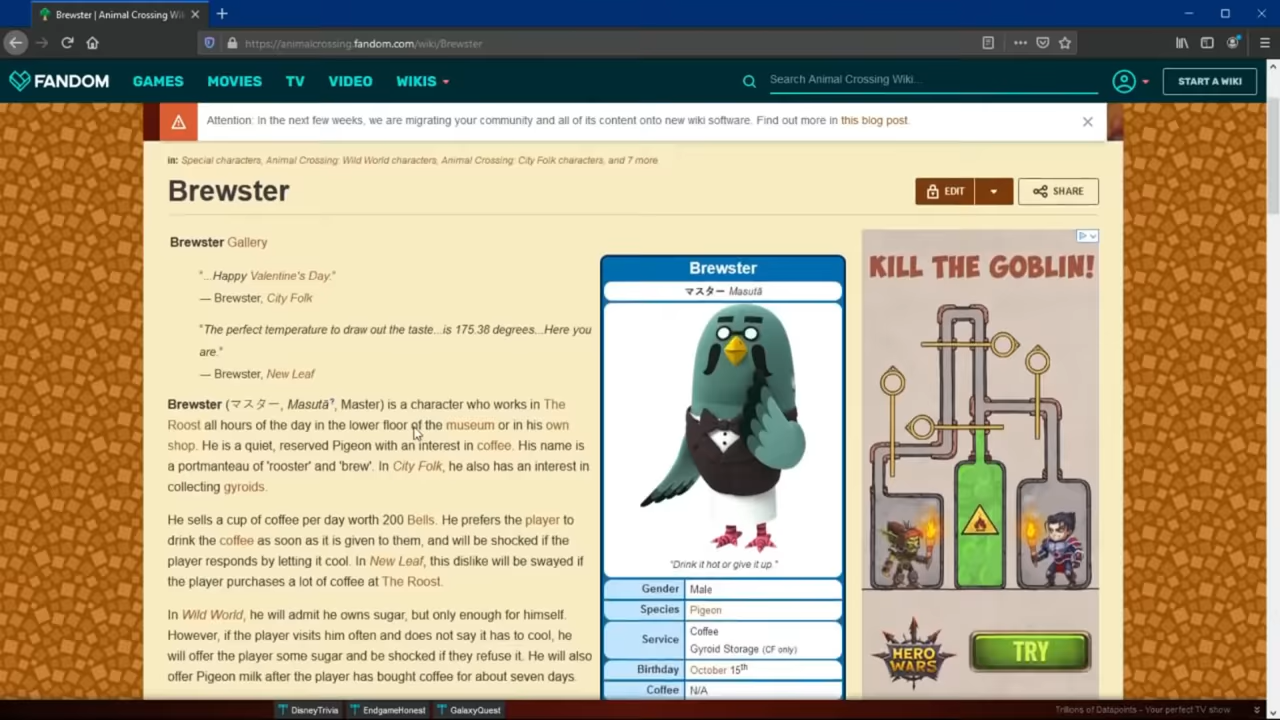 Brewster | Animal Crossing Wi
https://animalcrossing.fandom.com/wiki/Brewster
FANDOM GAMES MOVIES TV VIDEO WIKIS
Search Animal Crossing Wiki...
START A WIKI
Attention: In the next few weeks, we are migrating your community and all of its content onto new wiki software. Find out more in this blog post.
in: Special characters, Animal Crossing: Wild World characters, Animal Crossing: City Folk characters, and 7 more
Brewster
EDIT
SHARE
Brewster Gallery
"...Happy Valentine's Day."
— Brewster, City Folk
"The perfect temperature to draw out the taste...is 175.38 degrees...Here you
are."
— Brewster, New Leaf
Brewster (マスター, Masutā?, Master) is a character who works in The
Roost all hours of the day in the lower floor of the museum or in his own
shop. He is a quiet, reserved Pigeon with an interest in coffee. His name is
a portmanteau of 'rooster' and 'brew'. In City Folk, he also has an interest in
collecting gyroids.
He sells a cup of coffee per day worth 200 Bells. He prefers the player to
drink the coffee as soon as it is given to them, and will be shocked if the
player responds by letting it cool. In New Leaf, this dislike will be swayed if
the player purchases a lot of coffee at The Roost.
In Wild World, he will admit he owns sugar, but only enough for himself.
However, if the player visits him often and does not say it has to cool, he
will offer the player some sugar and be shocked if they refuse it. He will also
offer Pigeon milk after the player has bought coffee for about seven days.
Brewster
マスター Masutā
"Drink it hot or give it up."
Gender Male
Species Pigeon
Service Coffee
Gyroid Storage (CF only)
Birthday October 15th
Coffee N/A
KILL THE GOBLIN!
HERO
WARS
TRY
DisneyTrivia EndgameHonest GalaxyQuest
Trillions of Datapoints - Your perfect TV show